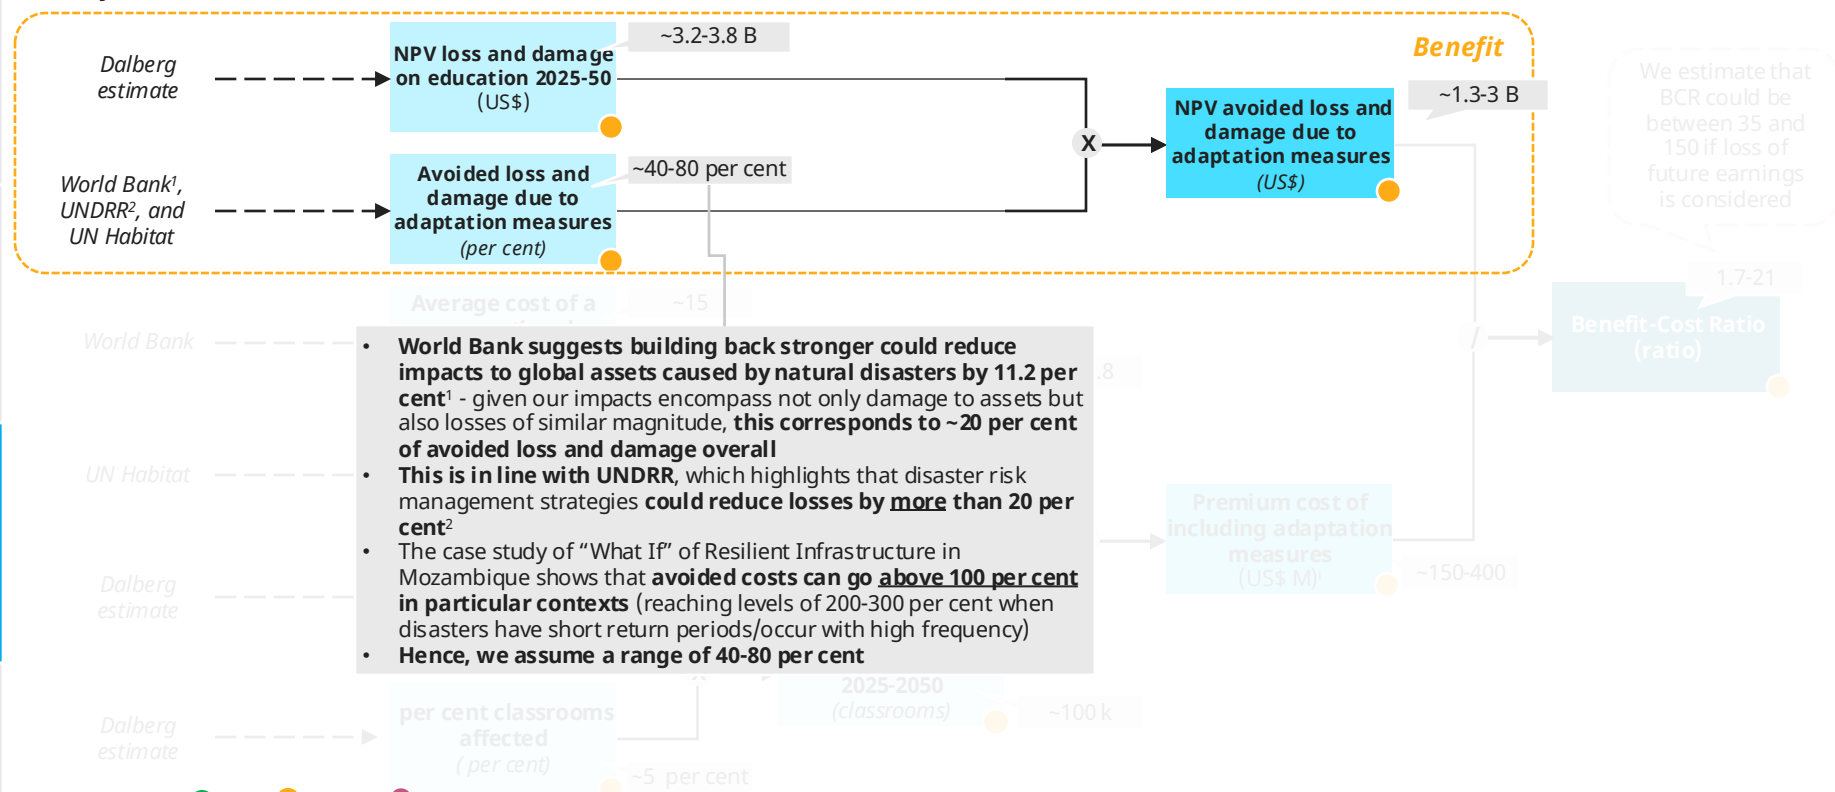 Benefit
Dalberg
estimate
NPV loss and damage
on education 2025-50
(US$)
~3.2-3.8 B
World Bank¹,
UNDRR², and
UN Habitat
Avoided loss and
damage due to
adaptation measures
(per cent)
~40-80 per cent
X
NPV avoided loss and
damage due to
adaptation measures
(US$)
~1.3-3 B
We estimate that
BCR could be
between 35 and
150 if loss of
future earnings
is considered
1.7-21
Benefit-Cost Ratio
(ratio)
/
World Bank
Average cost of a
~15
.8
• World Bank suggests building back stronger could reduce
impacts to global assets caused by natural disasters by 11.2 per
cent¹ - given our impacts encompass not only damage to assets but
also losses of similar magnitude, this corresponds to ~20 per cent
of avoided loss and damage overall
• This is in line with UNDRR, which highlights that disaster risk
management strategies could reduce losses by more than 20 per
cent²
• The case study of “What If” of Resilient Infrastructure in
Mozambique shows that avoided costs can go above 100 per cent
in particular contexts (reaching levels of 200-300 per cent when
disasters have short return periods/occur with high frequency)
• Hence, we assume a range of 40-80 per cent
UN Habitat
Dalberg
estimate
Premium cost of
including adaptation
measures
(US$ M)
~150-400
Dalberg
estimate
per cent classrooms
affected
( per cent)
~5 per cent
2025-2050
(classrooms)
~100 k